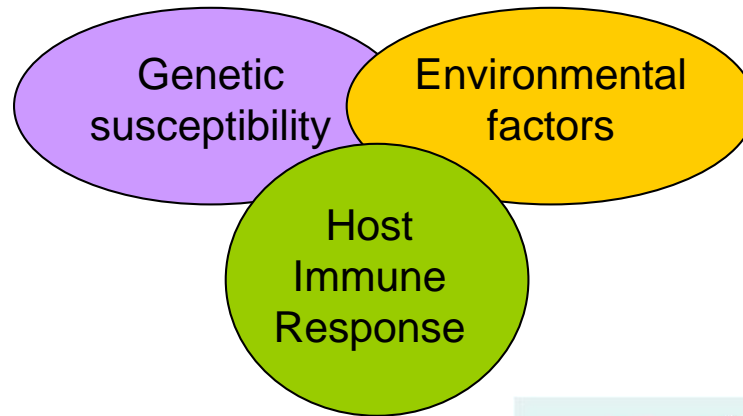 Genetic
susceptibility
Environmental
factors
Host
Immune
Response